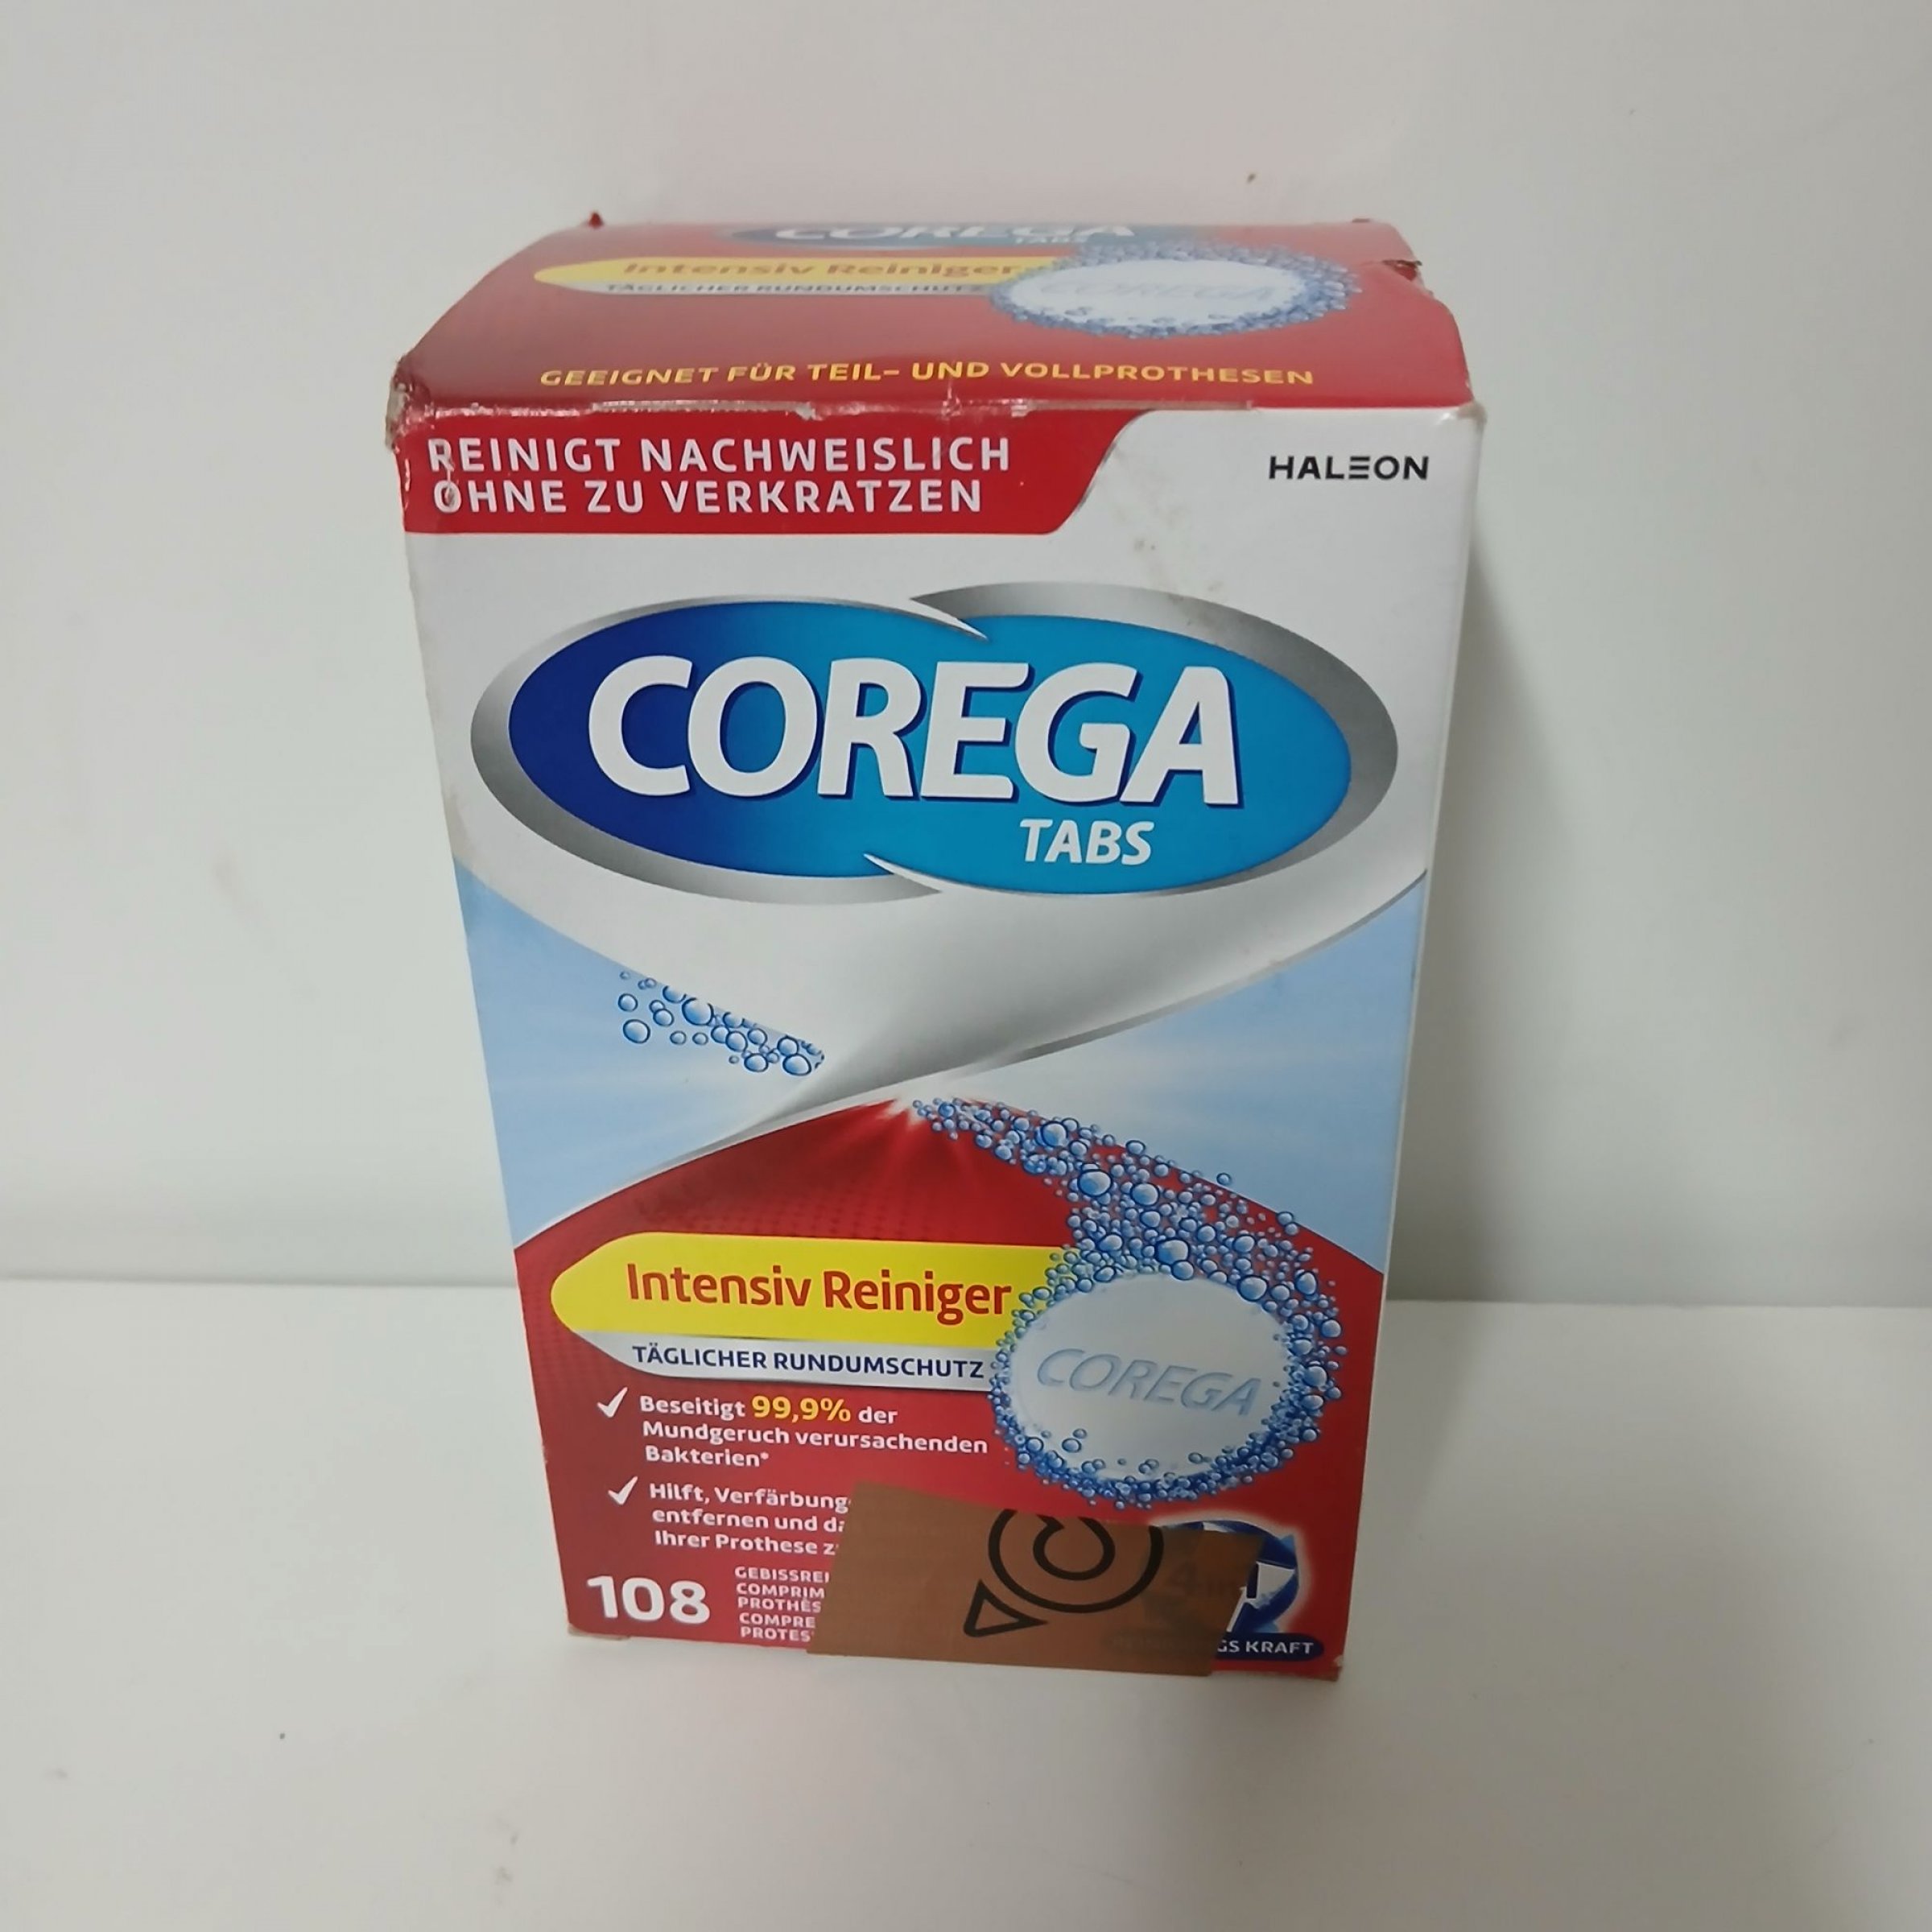 COREGA
TABS
Intensiv Reiniger
TÄGLICHER RUNDUMSCHUTZ
COREGA
GEEIGNET FÜR TEIL- UND VOLLPROTHESEN
REINIGT NACHWEISLICH
OHNE ZU VERKRATZEN
HALEON
COREGA
TABS
Intensiv Reiniger
TÄGLICHER RUNDUMSCHUTZ
COREGA
Beseitigt 99,9% der
Mundgeruch verursachenden
Bakterien*
Hilft, Verfärbung
entfernen und
Ihrer Prothese
108
KRAFT